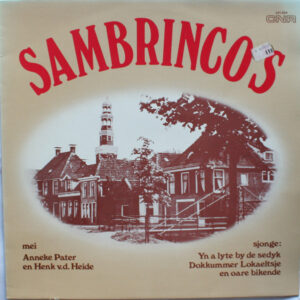 CNR
SAMBRINCO'S
mei
Anneke Pater
en Henk v.d. Heide
sjonge:
Yn a lyte by de sedyk
Dokkummer Lokaeltsje
en oare bikende